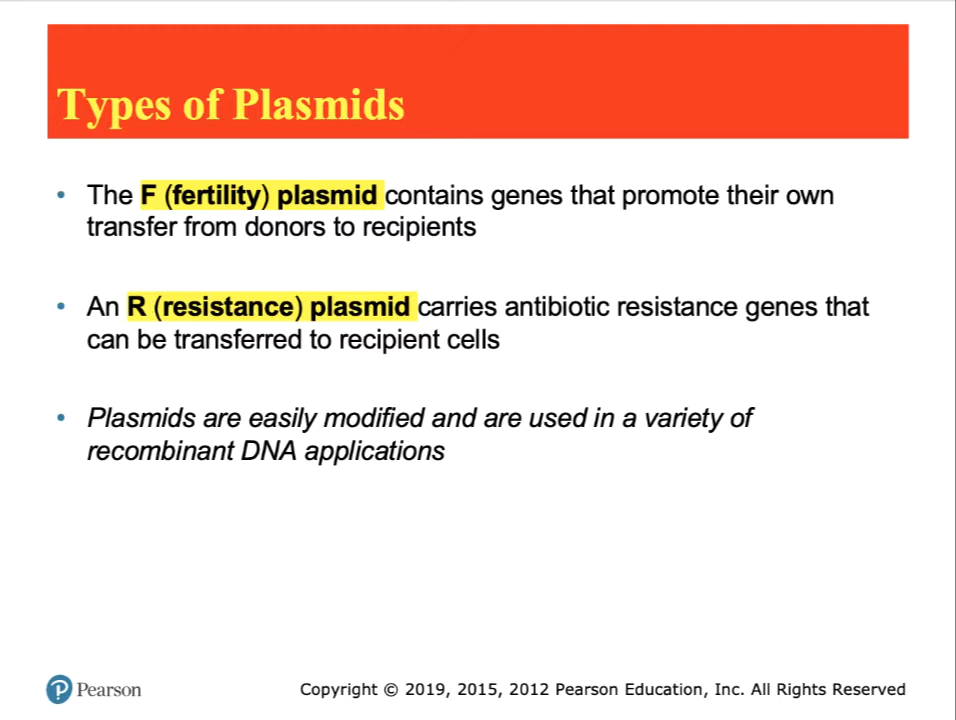 Types of Plasmids
• The F (fertility) plasmid contains genes that promote their own
transfer from donors to recipients
• An R (resistance) plasmid carries antibiotic resistance genes that
can be transferred to recipient cells
• Plasmids are easily modified and are used in a variety of
recombinant DNA applications
Pearson
Copyright © 2019, 2015, 2012 Pearson Education, Inc. All Rights Reserved